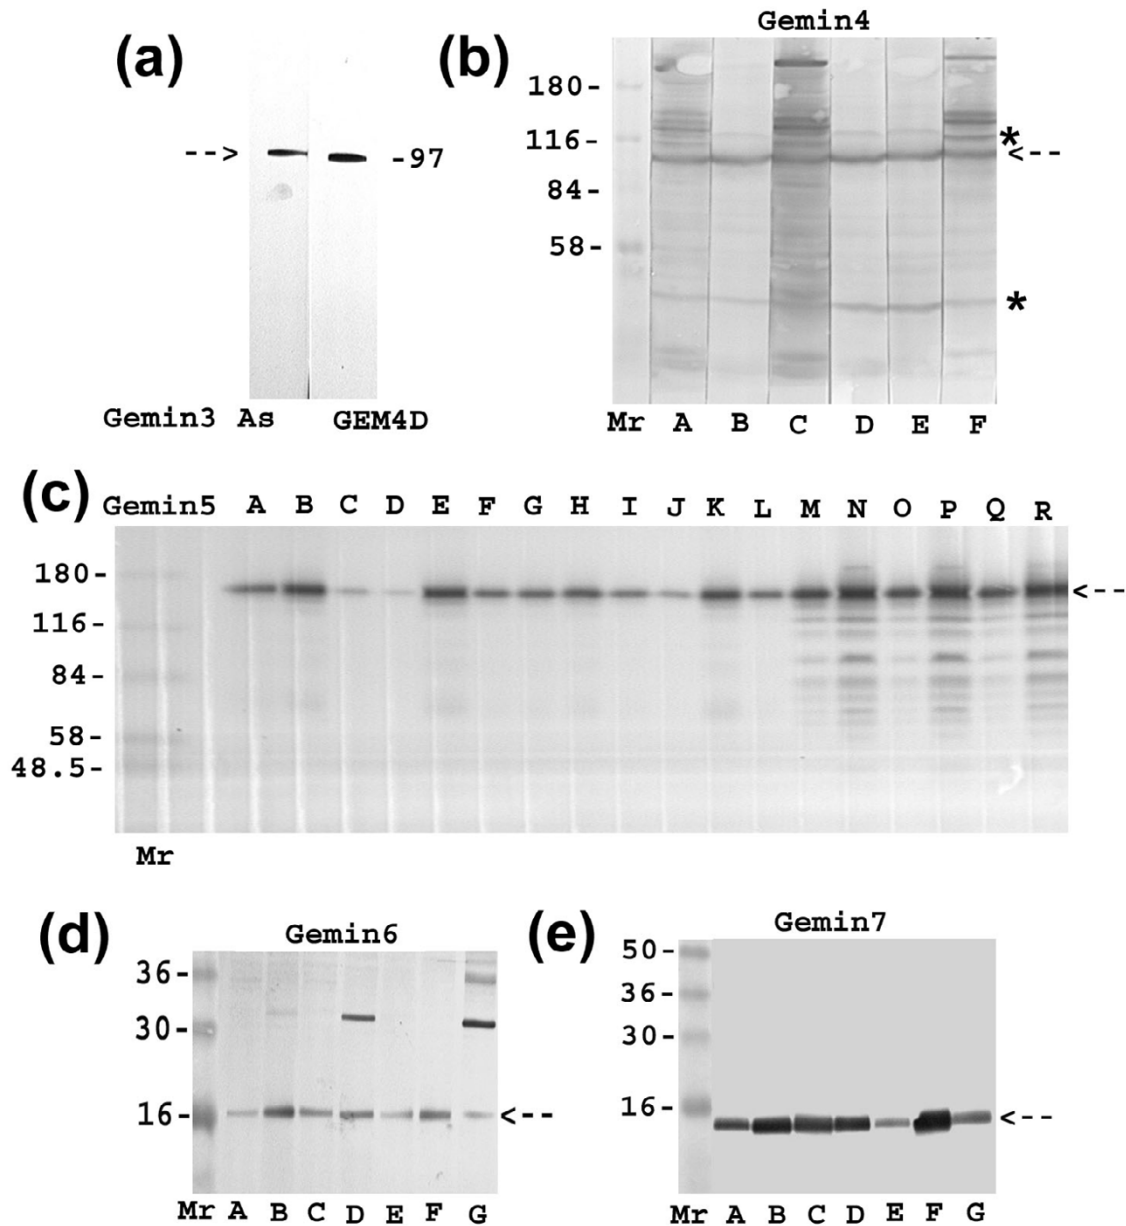 (a)
--> -97
Gemin3 As GEM4D
(b)
Gemin4
180-
116- *
<--
84-
58-
*
Mr A B C D E F
(c)
Gemin5 A B C D E F G H I J K L M N O P Q R
180- <--
116-
84-
58-
48.5-
Mr
(d)
Gemin6
36-
30-
16- <--
Mr A B C D E F G
(e)
Gemin7
50-
36-
30-
16- <--
Mr A B C D E F G